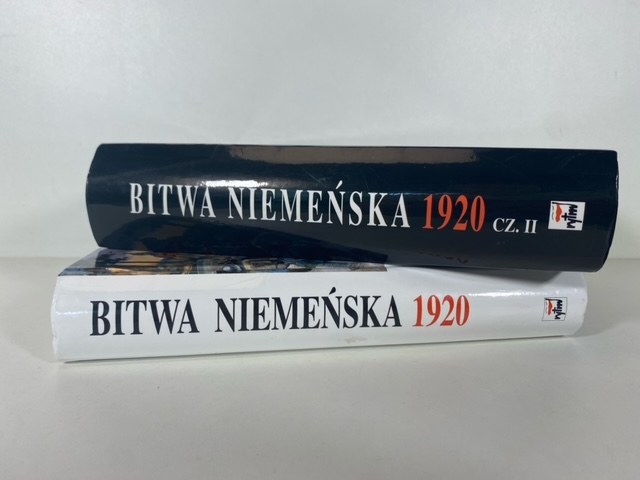 BITWA NIEMEŃSKA 1920 CZ. II
BITWA NIEMEŃSKA 1920